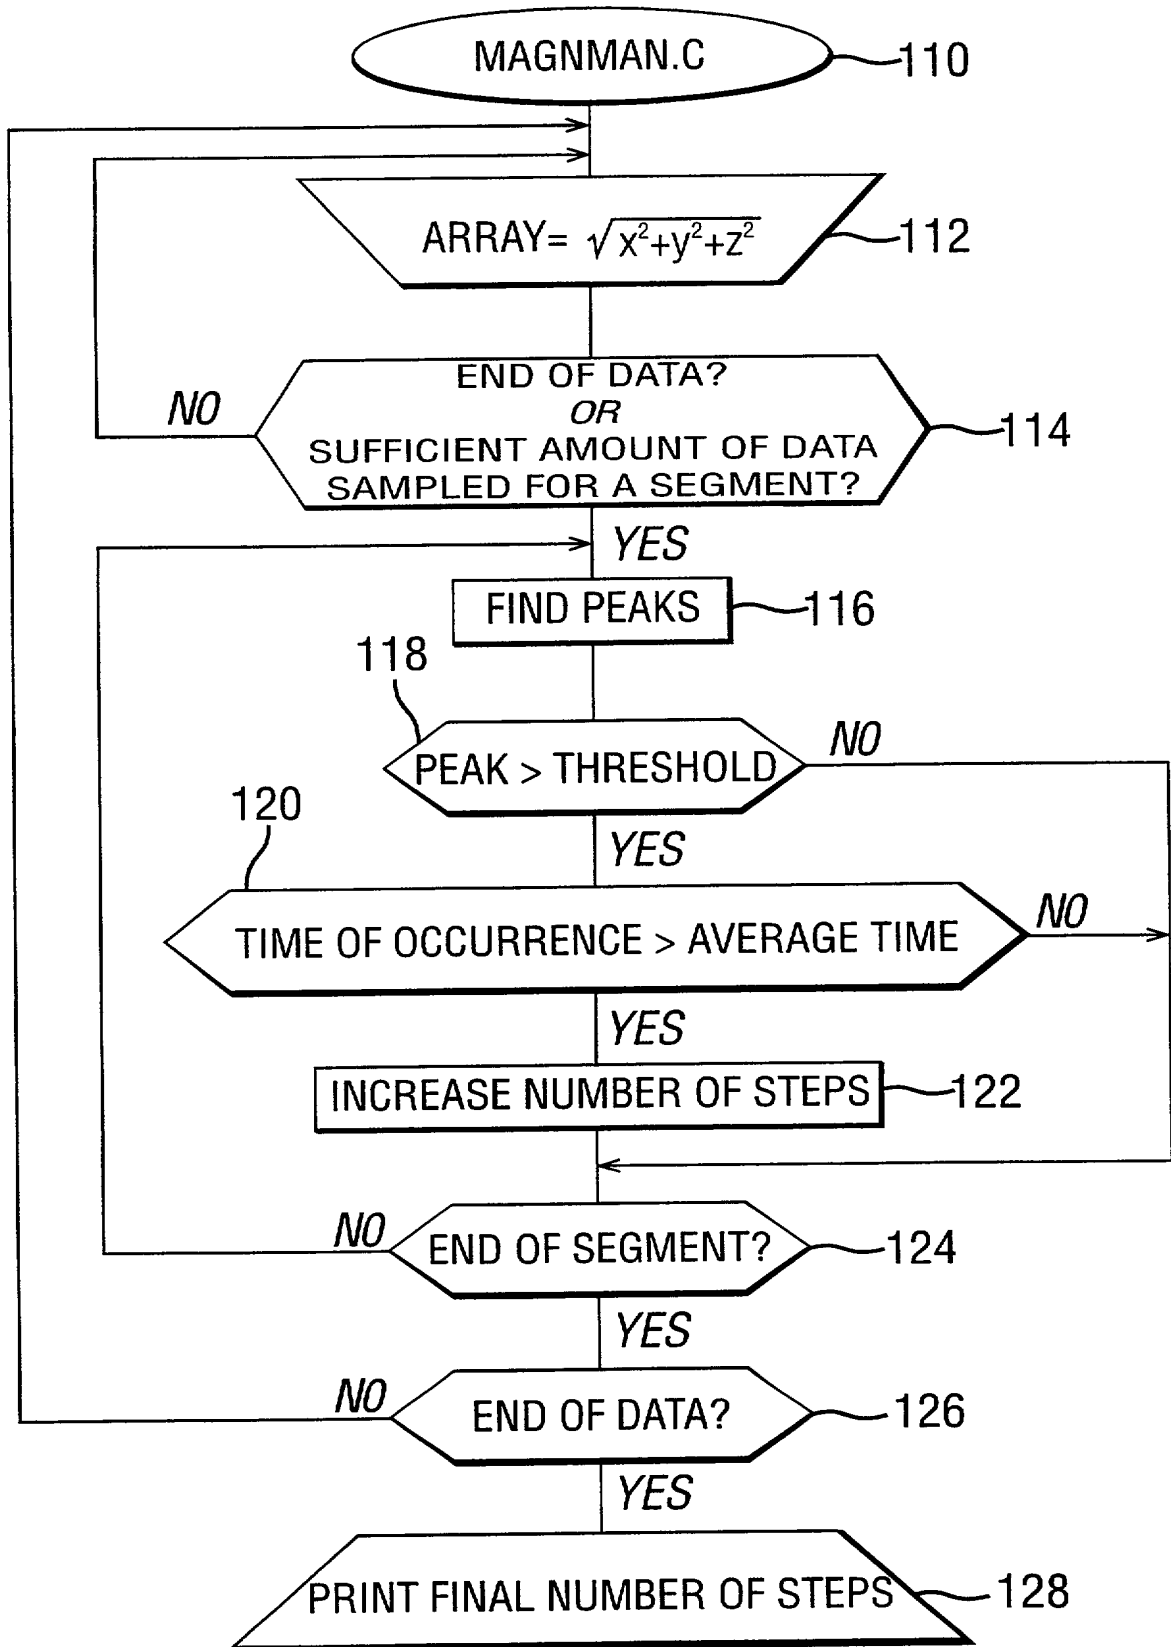 MAGNMAN.C
110
ARRAY= √x²+y²+z²
112
END OF DATA?
OR
SUFFICIENT AMOUNT OF DATA
SAMPLED FOR A SEGMENT?
NO
114
YES
FIND PEAKS
116
118
PEAK > THRESHOLD
NO
120
YES
TIME OF OCCURRENCE > AVERAGE TIME
NO
YES
INCREASE NUMBER OF STEPS
122
NO
END OF SEGMENT?
124
YES
NO
END OF DATA?
126
YES
PRINT FINAL NUMBER OF STEPS
128